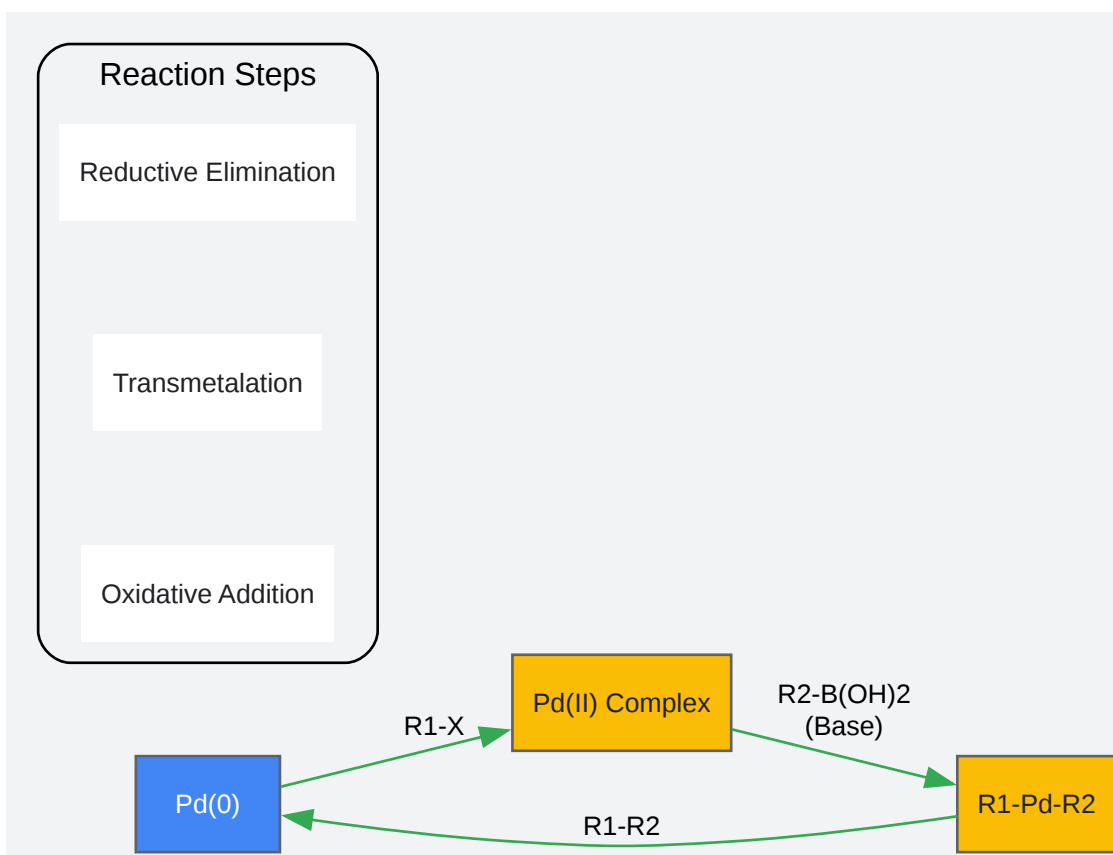 Reaction Steps
Reductive Elimination
Transmetalation
Oxidative Addition
Pd(II) Complex
R2-B(OH)2
(Base)
R1-X
Pd(0)
R1-R2
R1-Pd-R2